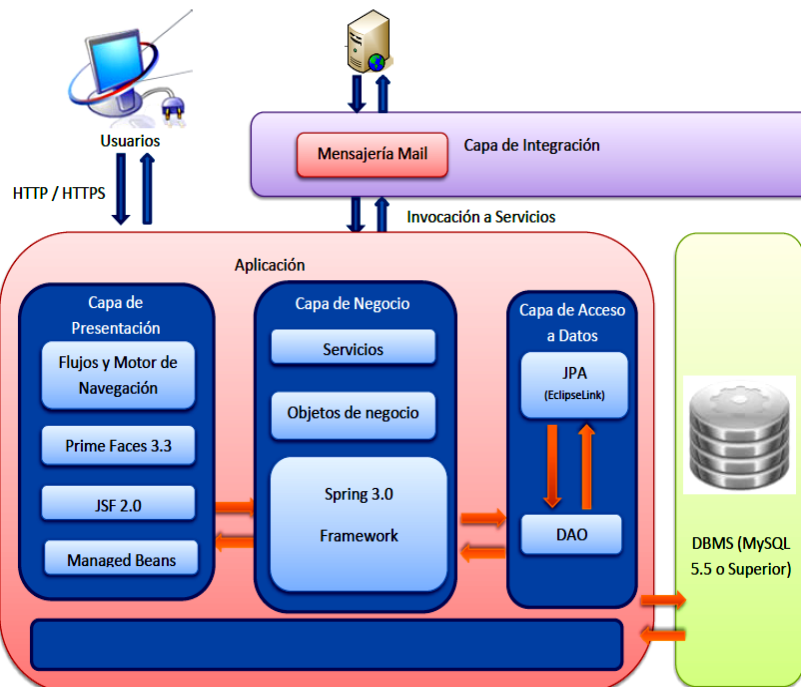 Usuarios
HTTP / HTTPS
Mensajería Mail
Capa de Integración
Invocación a Servicios
Aplicación
Capa de
Presentación
Flujos y Motor de
Navegación
Prime Faces 3.3
JSF 2.0
Managed Beans
Capa de Negocio
Servicios
Objetos de negocio
Spring 3.0
Framework
Capa de Acceso
a Datos
JPA
(EclipseLink)
DAO
DBMS (MySQL
5.5 o Superior)